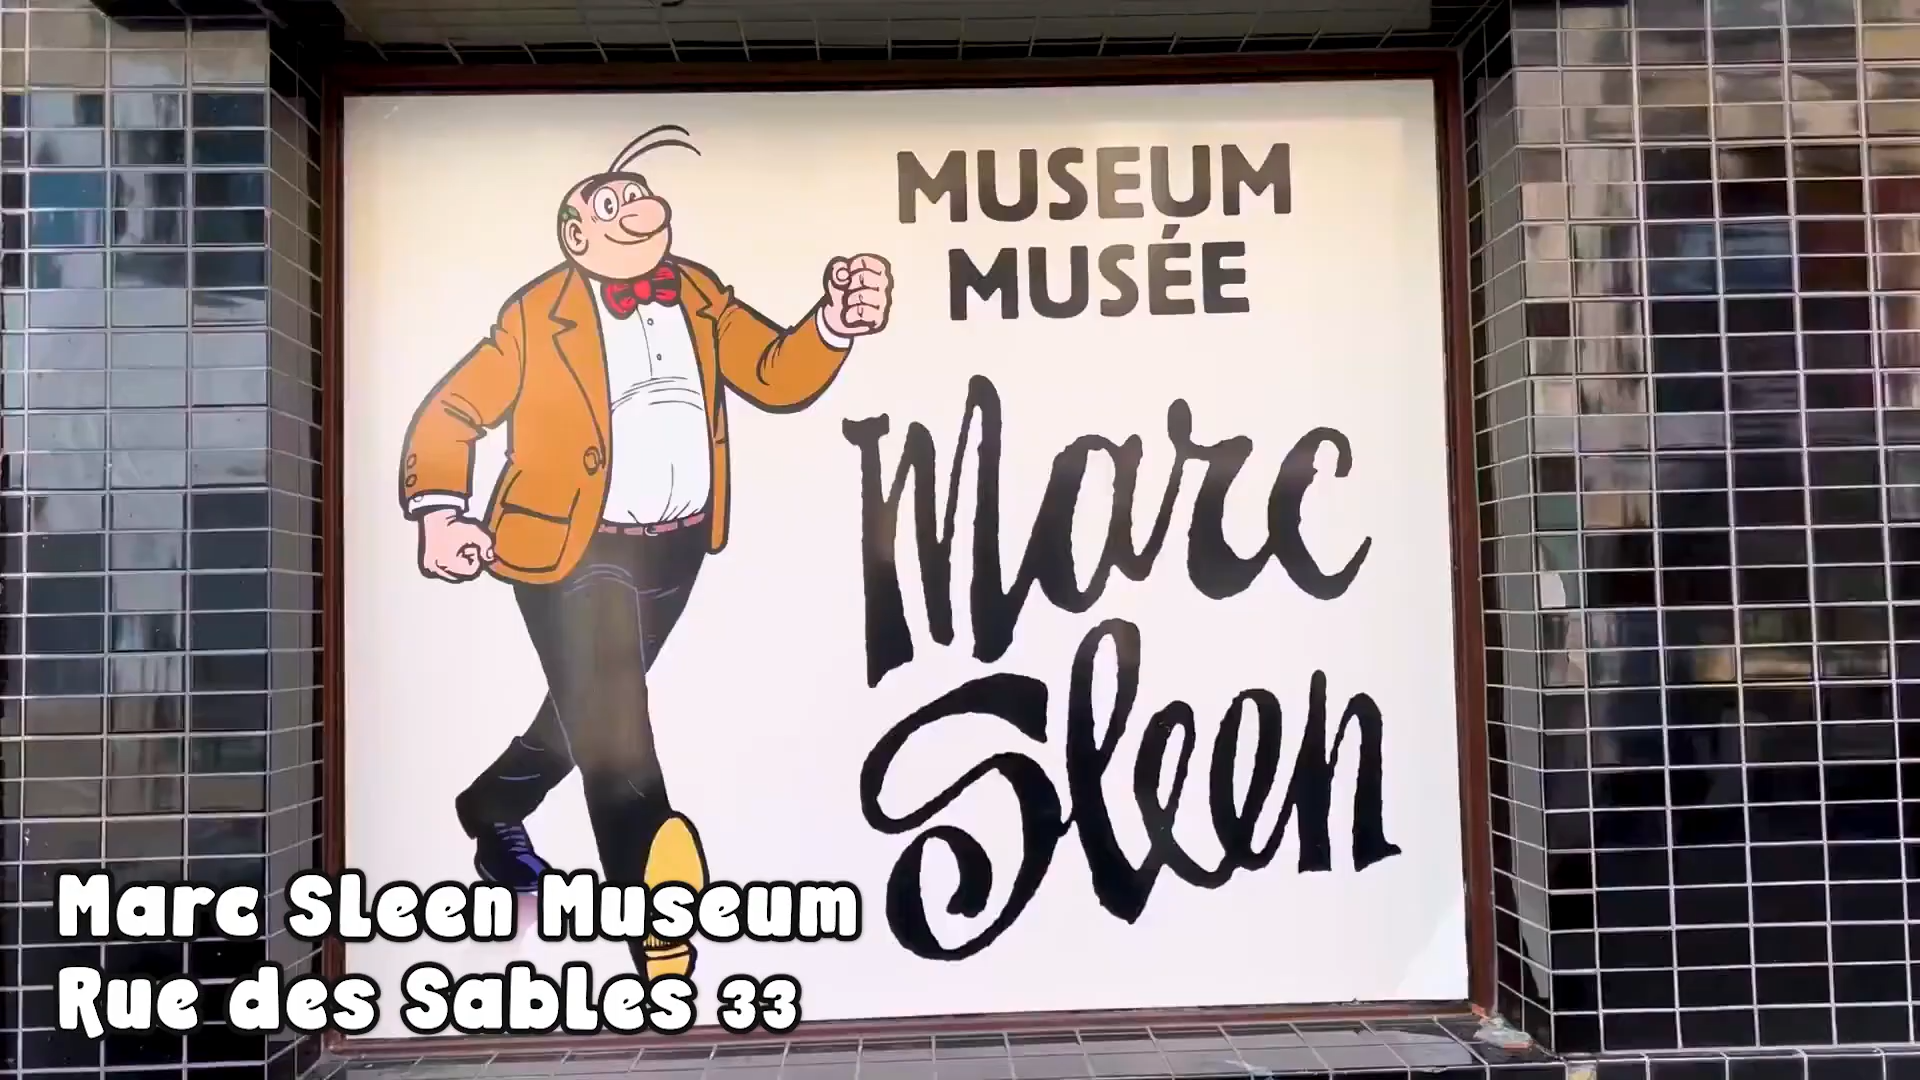 MUSEUM
MUSÉE
Marc
Sleen
Marc Sleen Museum
Rue des Sables 33